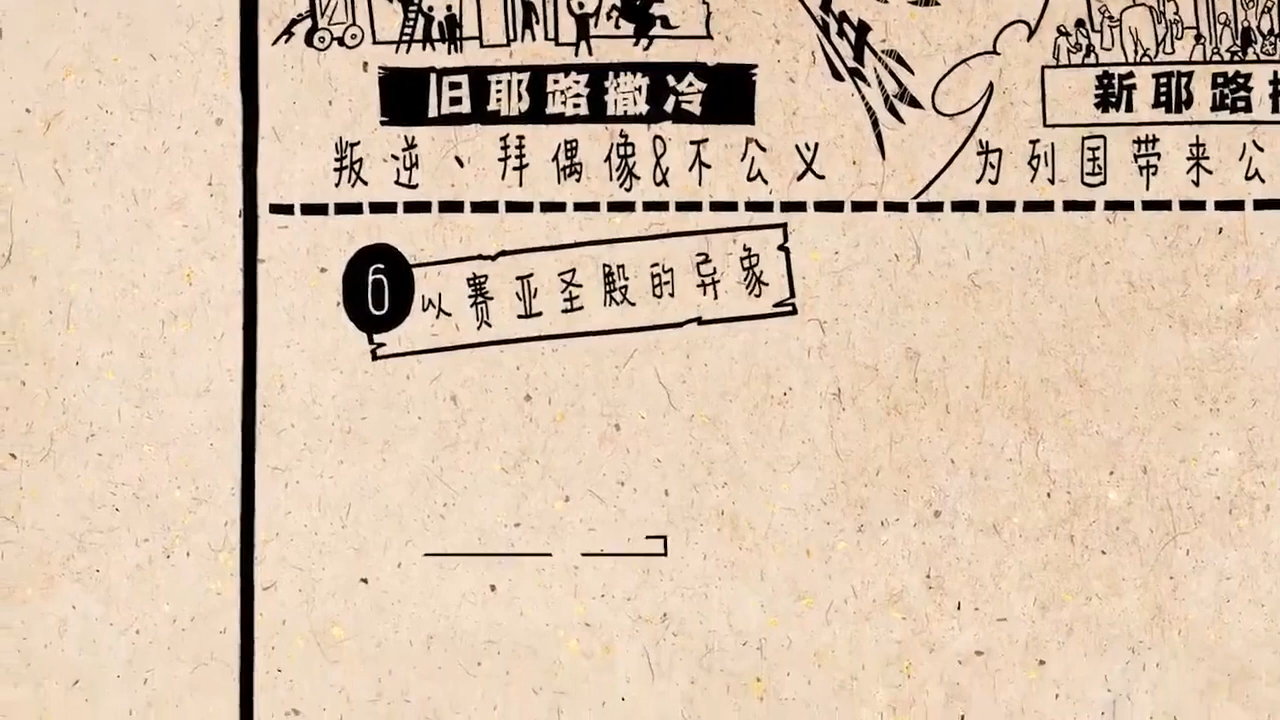 旧耶路撒冷
叛逆、拜偶像&不公义
新耶路
为列国带来公
6 以赛亚圣殿的异象